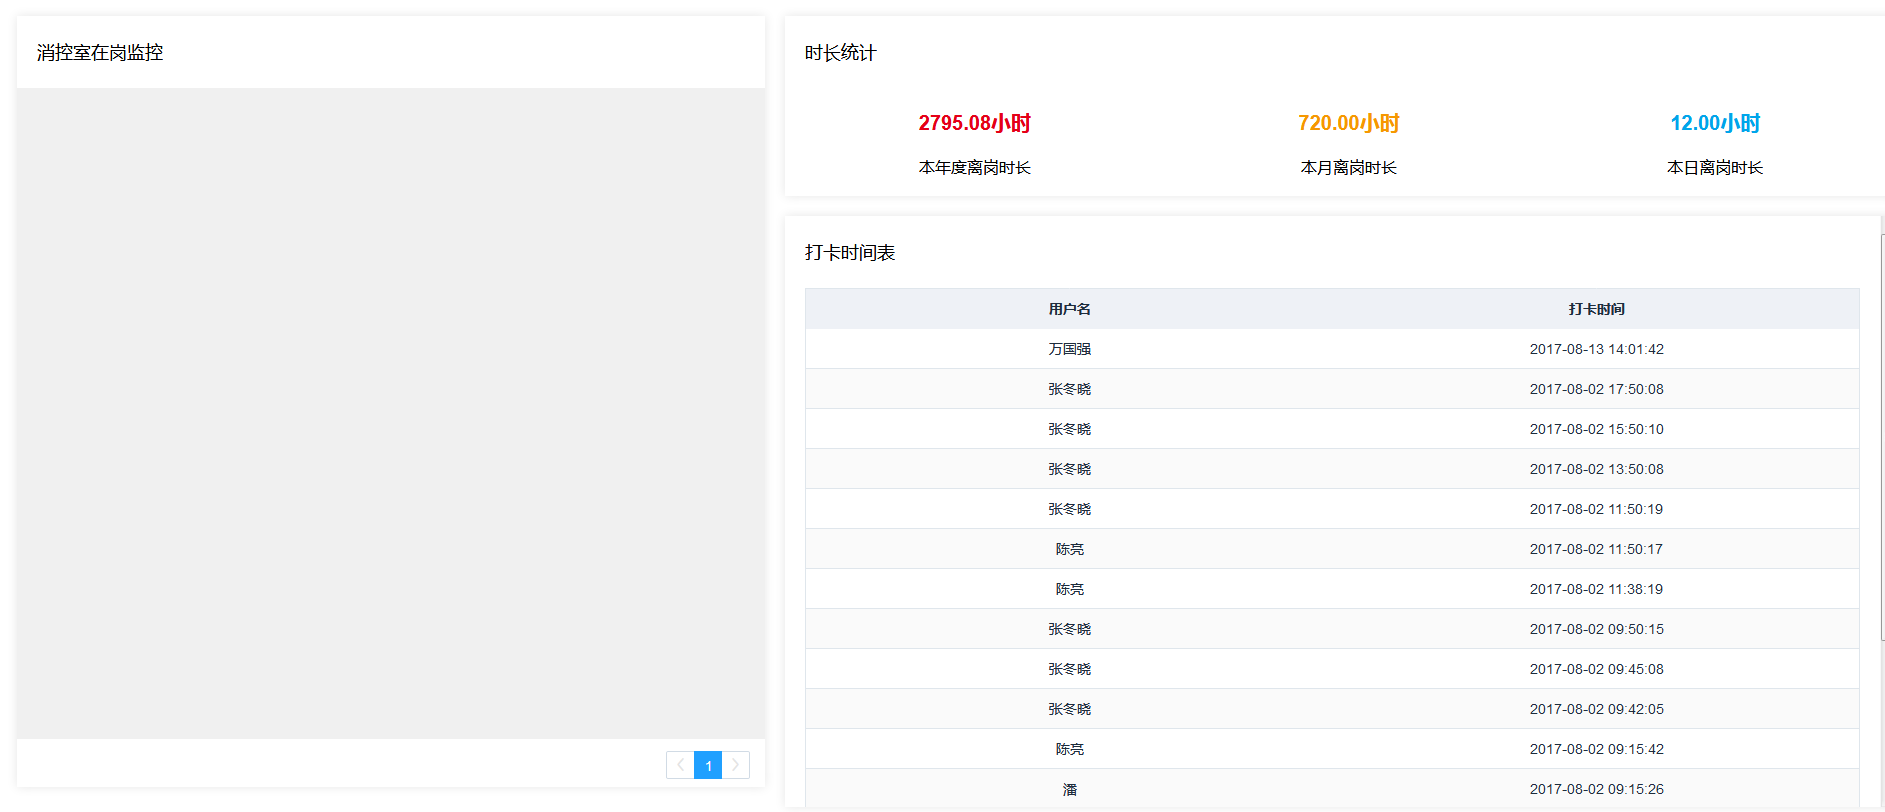 消控室在岗监控
1
时长统计
2795.08小时 720.00小时 12.00小时
本年度离岗时长 本月离岗时长 本日离岗时长
打卡时间表
用户名 打卡时间
万国强 2017-08-13 14:01:42
张冬晓 2017-08-02 17:50:08
张冬晓 2017-08-02 15:50:10
张冬晓 2017-08-02 13:50:08
张冬晓 2017-08-02 11:50:19
陈亮 2017-08-02 11:50:17
陈亮 2017-08-02 11:38:19
张冬晓 2017-08-02 09:50:15
张冬晓 2017-08-02 09:45:08
张冬晓 2017-08-02 09:42:05
陈亮 2017-08-02 09:15:42
潘 2017-08-02 09:15:26